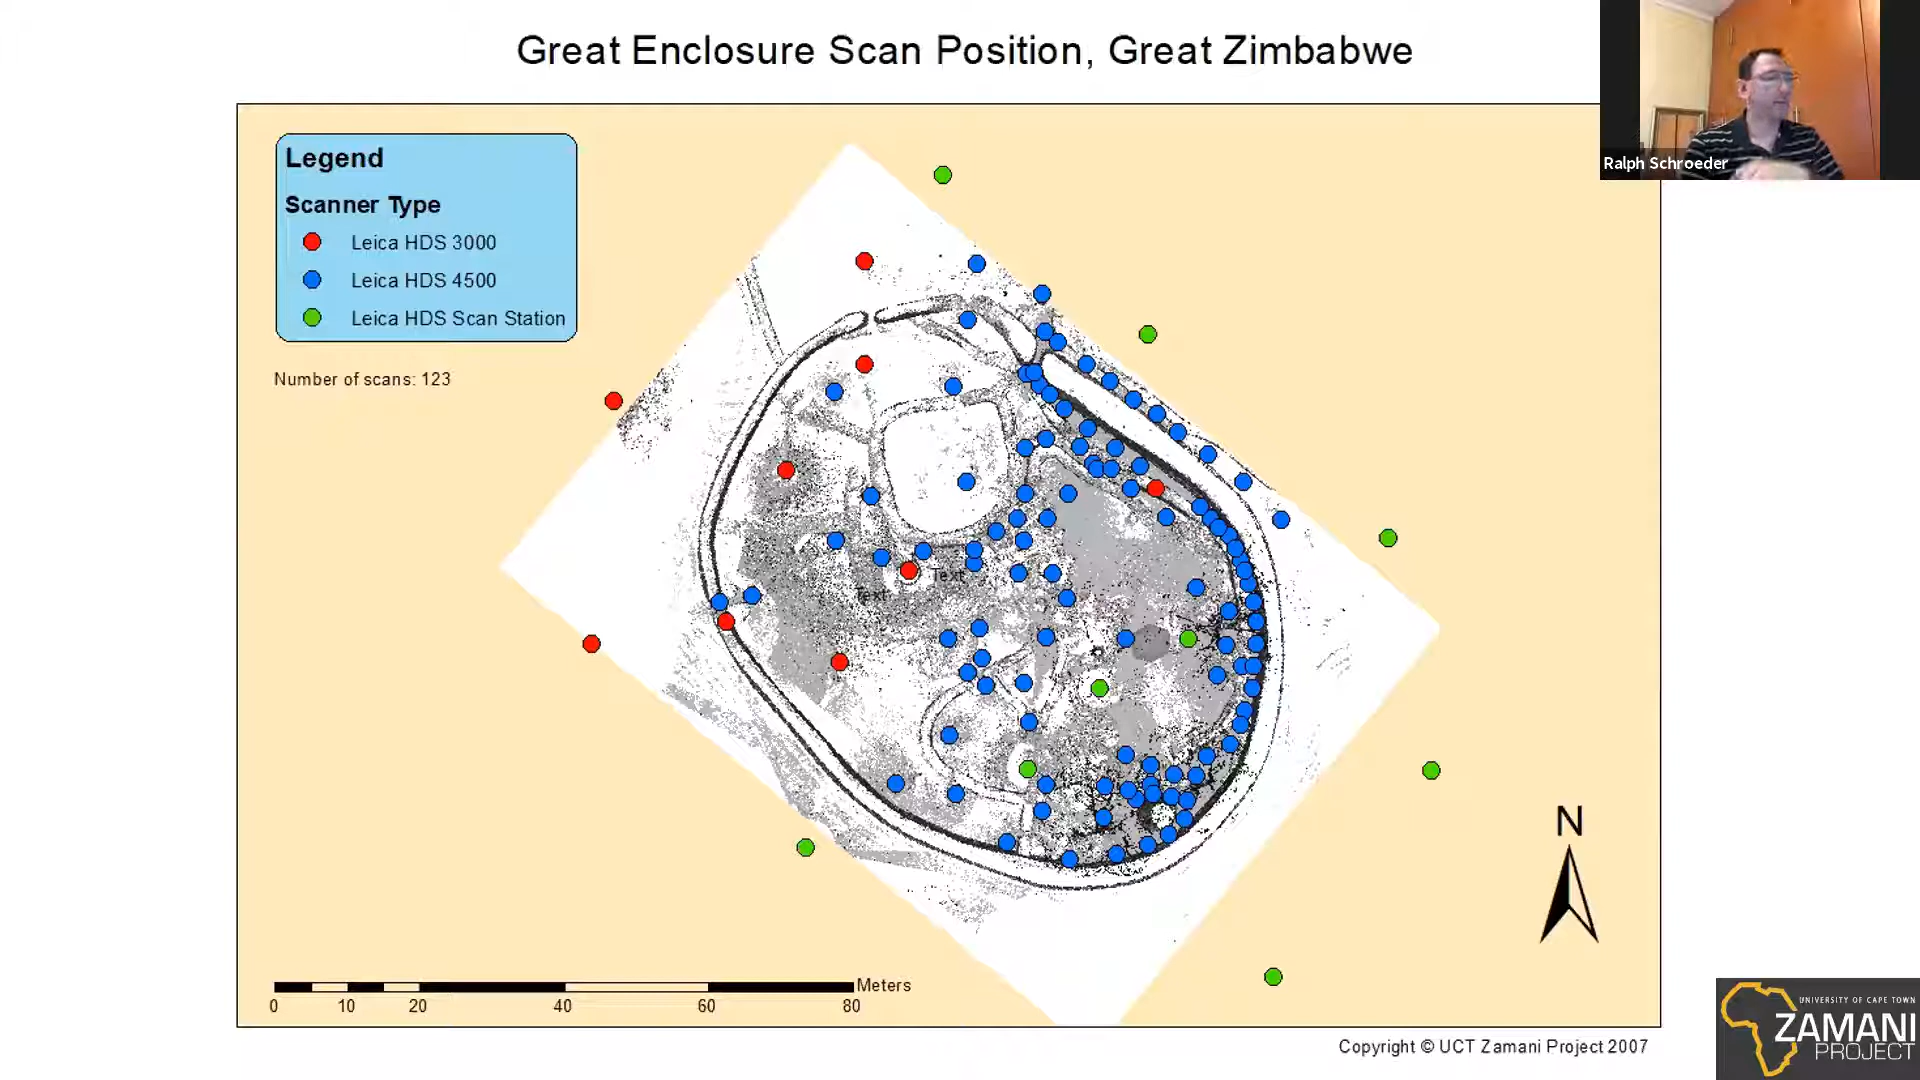 Great Enclosure Scan Position, Great Zimbabwe
Ralph Schroeder
Legend
Scanner Type
Leica HDS 3000
Leica HDS 4500
Leica HDS Scan Station
Number of scans: 123
Text
Text
N
Meters
0 10 20 40 60 80
Copyright © UCT Zamani Project 2007
UNIVERSITY OF CAPE TOWN
ZAMANI
PROJECT